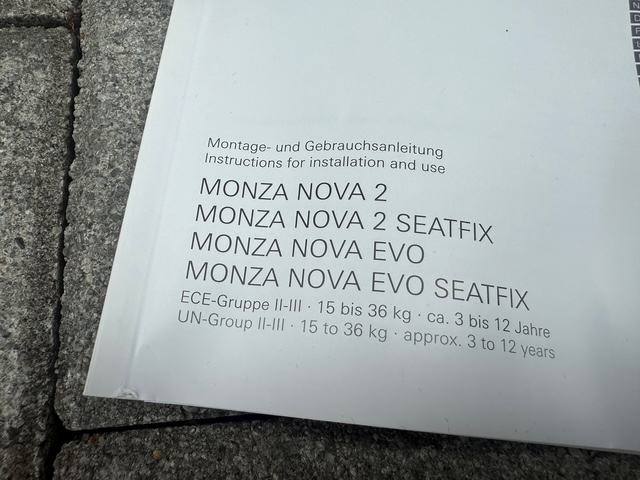 Montage- und Gebrauchsanleitung
Instructions for installation and use
MONZA NOVA 2
MONZA NOVA 2 SEATFIX
MONZA NOVA EVO
MONZA NOVA EVO SEATFIX
ECE-Gruppe II-III · 15 bis 36 kg · ca. 3 bis 12 Jahre
UN-Group II-III · 15 to 36 kg · approx. 3 to 12 years